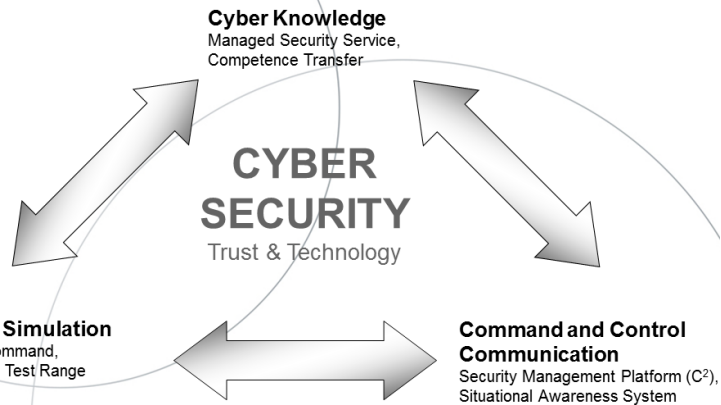 Cyber Knowledge
Managed Security Service,
Competence Transfer
CYBER
SECURITY
Trust & Technology
Simulation
Test Range
Command and Control
Communication
Security Management Platform (C²),
Situational Awareness System